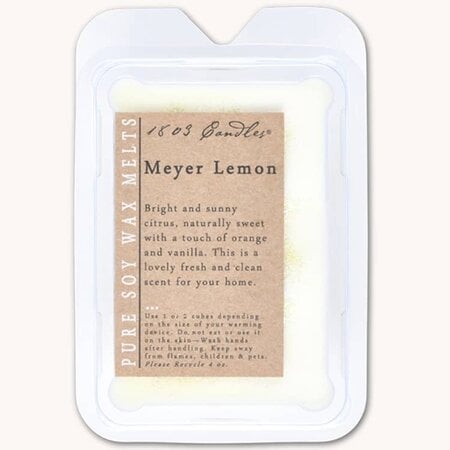 PURE SOY WAX MELTS
1803 Candles®
Meyer Lemon
Bright and sunny
citrus, naturally sweet
with a touch of orange
and vanilla. This is a
lovely fresh and clean
scent for your home.
...
Use 1 or 2 cubes depending
on the size of your warming
device. Do not eat or use it
on the skin—Wash hands
after handling. Keep away
from flames, children & pets.
Please Recycle 4 oz.